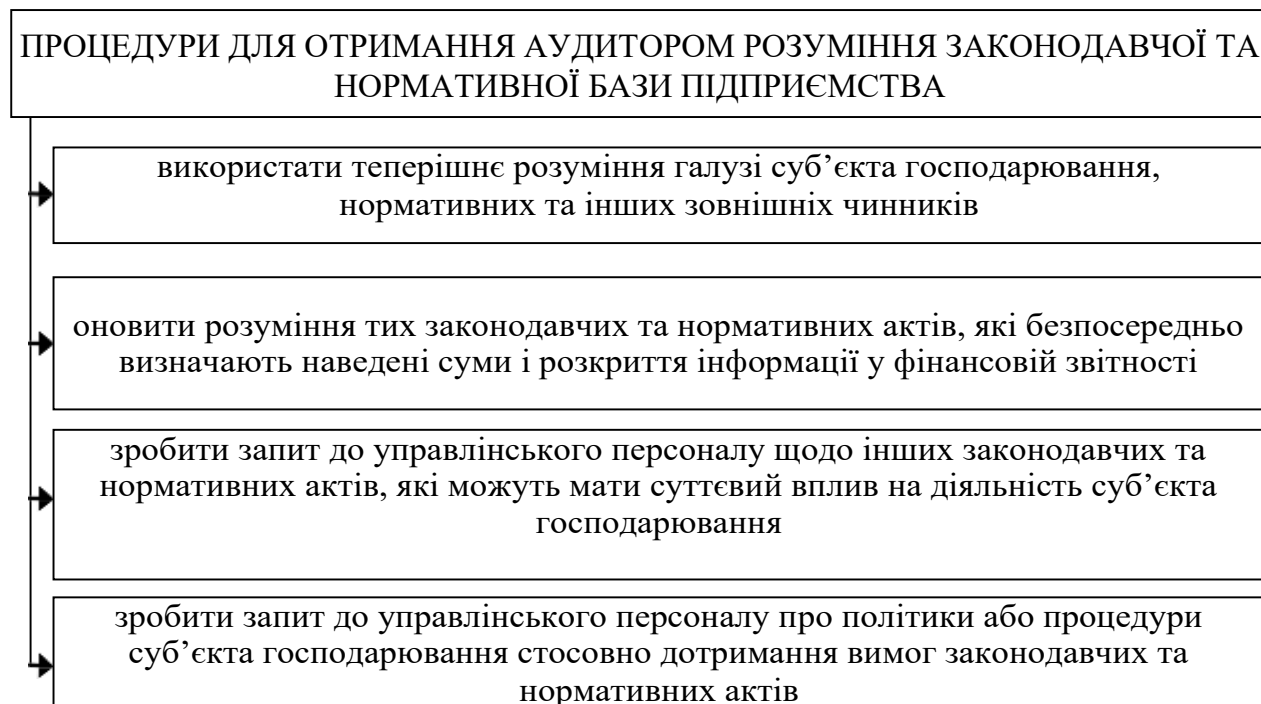 ПРОЦЕДУРИ ДЛЯ ОТРИМАННЯ АУДИТОРОМ РОЗУМІННЯ ЗАКОНОДАВЧОЇ ТА
НОРМАТИВНОЇ БАЗИ ПІДПРИЄМСТВА
використати теперішнє розуміння галузі суб’єкта господарювання,
нормативних та інших зовнішніх чинників
оновити розуміння тих законодавчих та нормативних актів, які безпосередньо
визначають наведені суми і розкриття інформації у фінансовій звітності
зробити запит до управлінського персоналу щодо інших законодавчих та
нормативних актів, які можуть мати суттєвий вплив на діяльність суб’єкта
господарювання
зробити запит до управлінського персоналу про політики або процедури
суб’єкта господарювання стосовно дотримання вимог законодавчих та
нормативних актів